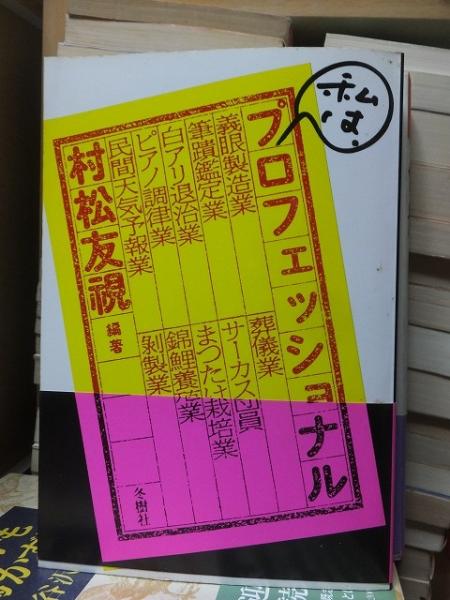 私は、
プロフェッショナル
義眼製造業
筆蹟鑑定業
白アリ退治業
ピアノ調律業
民間天気予報業
葬儀業
サーカス団員
まつたけ栽培業
錦鯉養殖業
剥製業
村松友視
編著
冬樹社